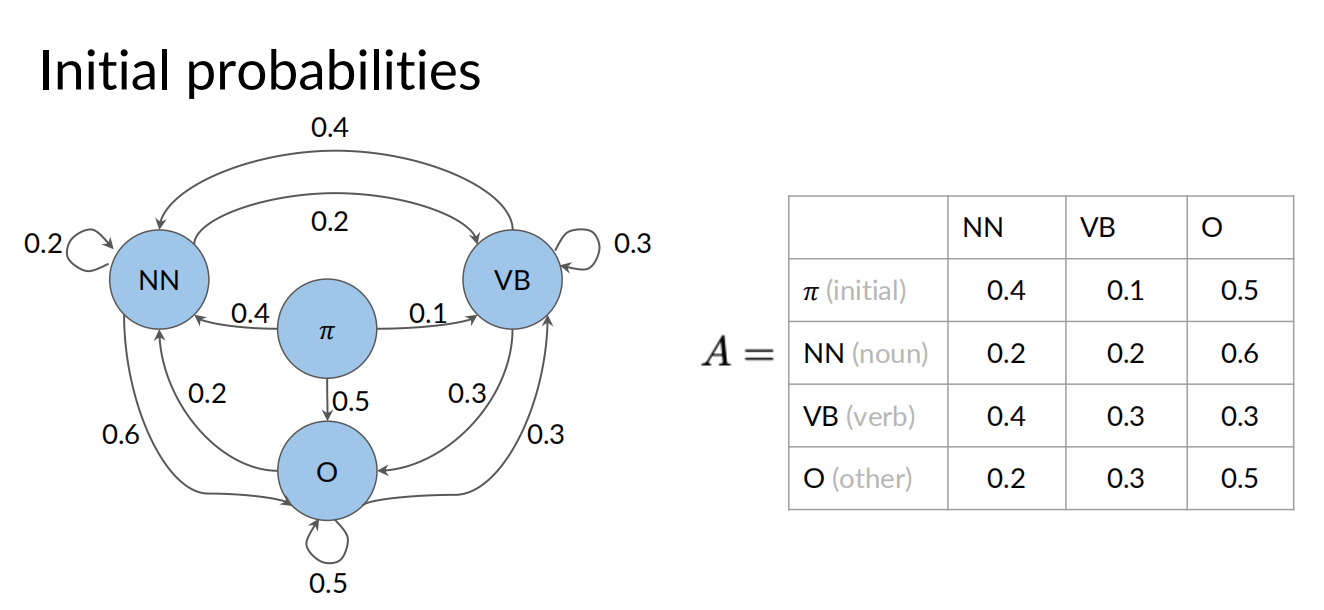 Initial probabilities
0.4
0.2
0.2
0.3
NN
VB
π
0.4
0.1
0.2
0.5
0.3
0.6
0.3
O
0.5
A =
NN VB O
π (initial) 0.4 0.1 0.5
NN (noun) 0.2 0.2 0.6
VB (verb) 0.4 0.3 0.3
O (other) 0.2 0.3 0.5